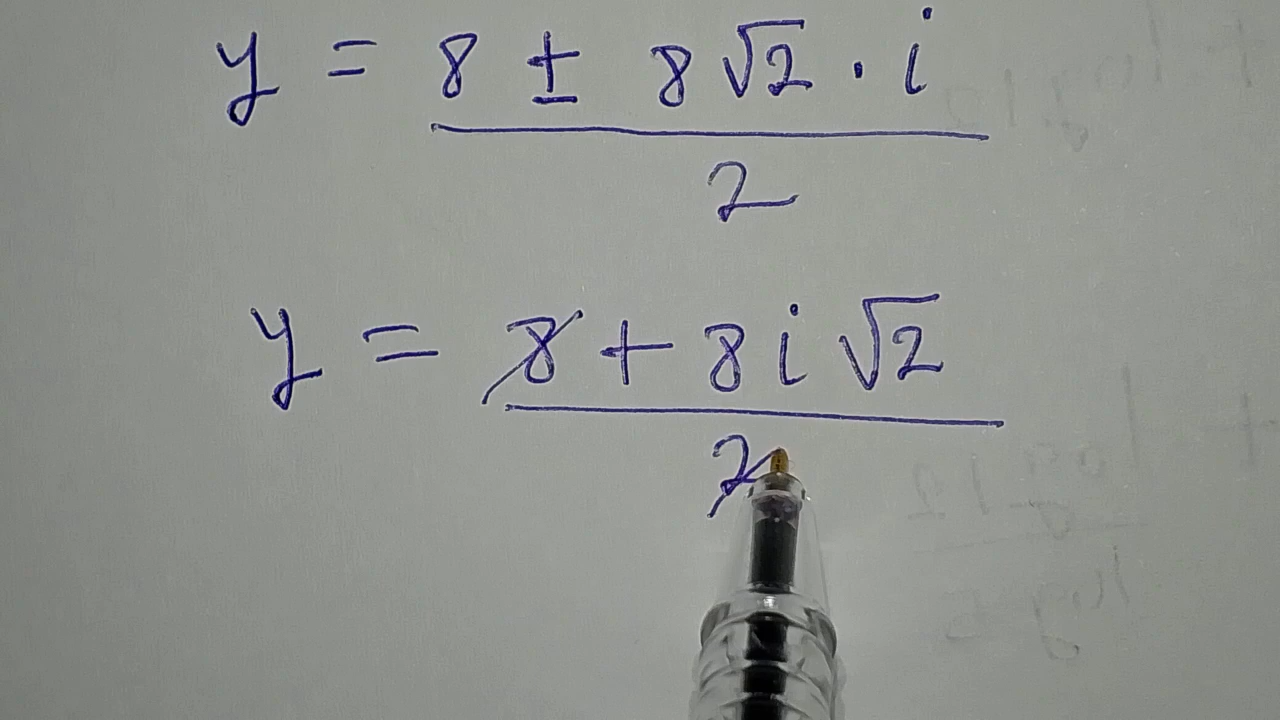 y = 8 ± 8√2 · i
2
y = 8 + 8i√2
2